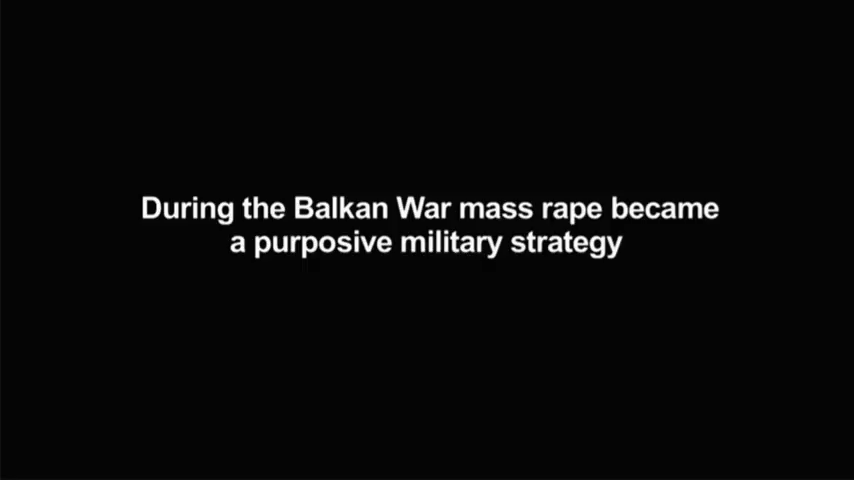 During the Balkan War mass rape became
a purposive military strategy